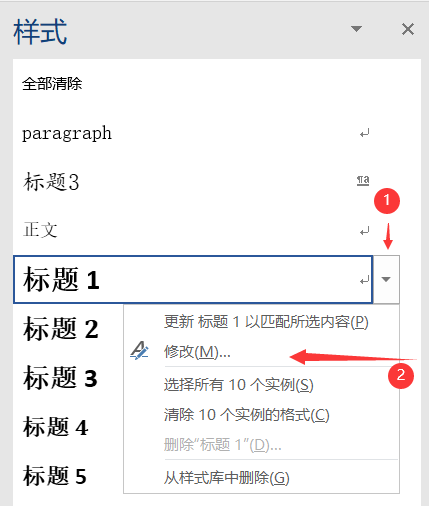 样式
全部清除
paragraph
标题3
¶a
1
正文
标题 1
更新 标题 1 以匹配所选内容(P)
标题 2
修改(M)...
2
标题 3
选择所有 10 个实例(S)
清除 10 个实例的格式(C)
标题 4
删除“标题 1”(D)...
标题 5
从样式库中删除(G)